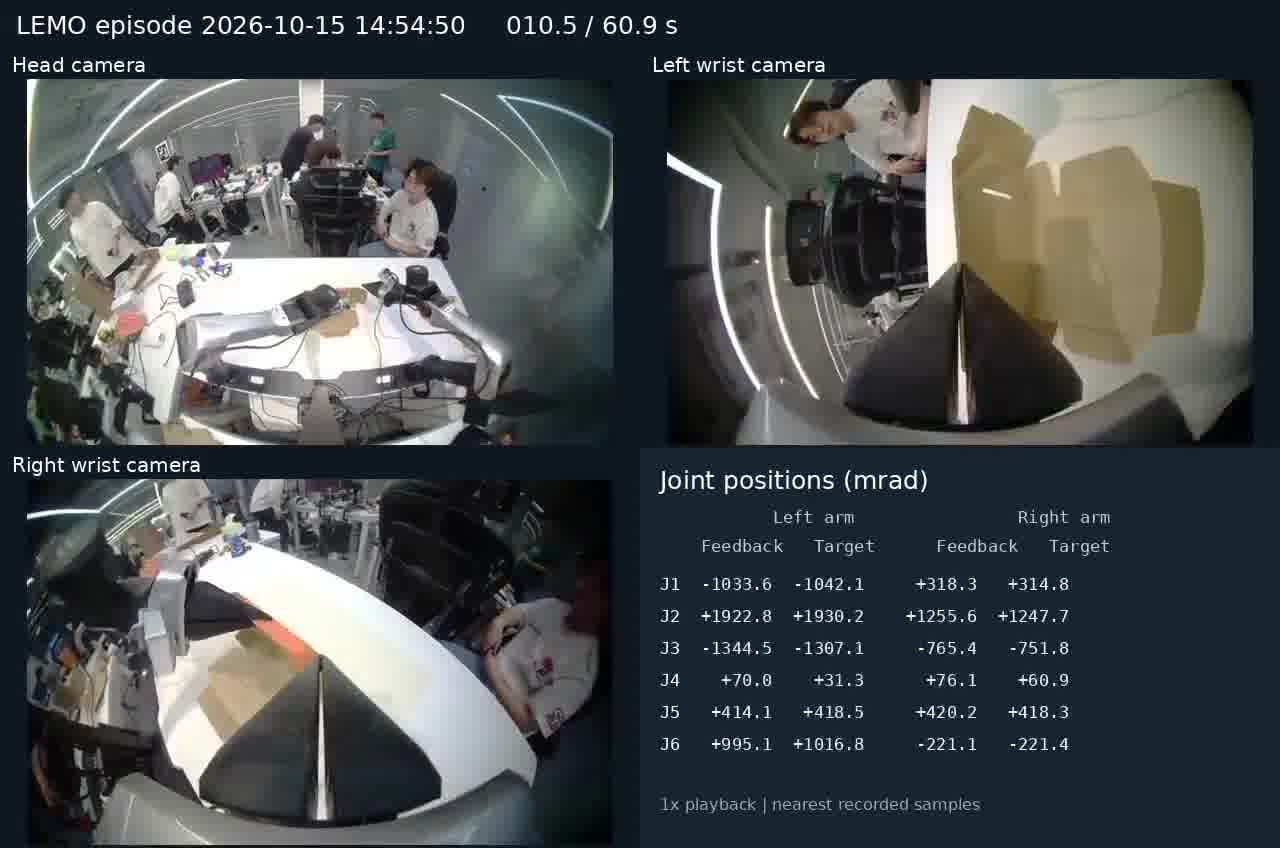 LEMO episode 2026-10-15 14:54:50 010.5 / 60.9 s
Head camera
Left wrist camera
Right wrist camera
Joint positions (mrad)
Left arm Right arm
Feedback Target Feedback Target
J1 -1033.6 -1042.1 +318.3 +314.8
J2 +1922.8 +1930.2 +1255.6 +1247.7
J3 -1344.5 -1307.1 -765.4 -751.8
J4 +70.0 +31.3 +76.1 +60.9
J5 +414.1 +418.5 +420.2 +418.3
J6 +995.1 +1016.8 -221.1 -221.4
1x playback | nearest recorded samples